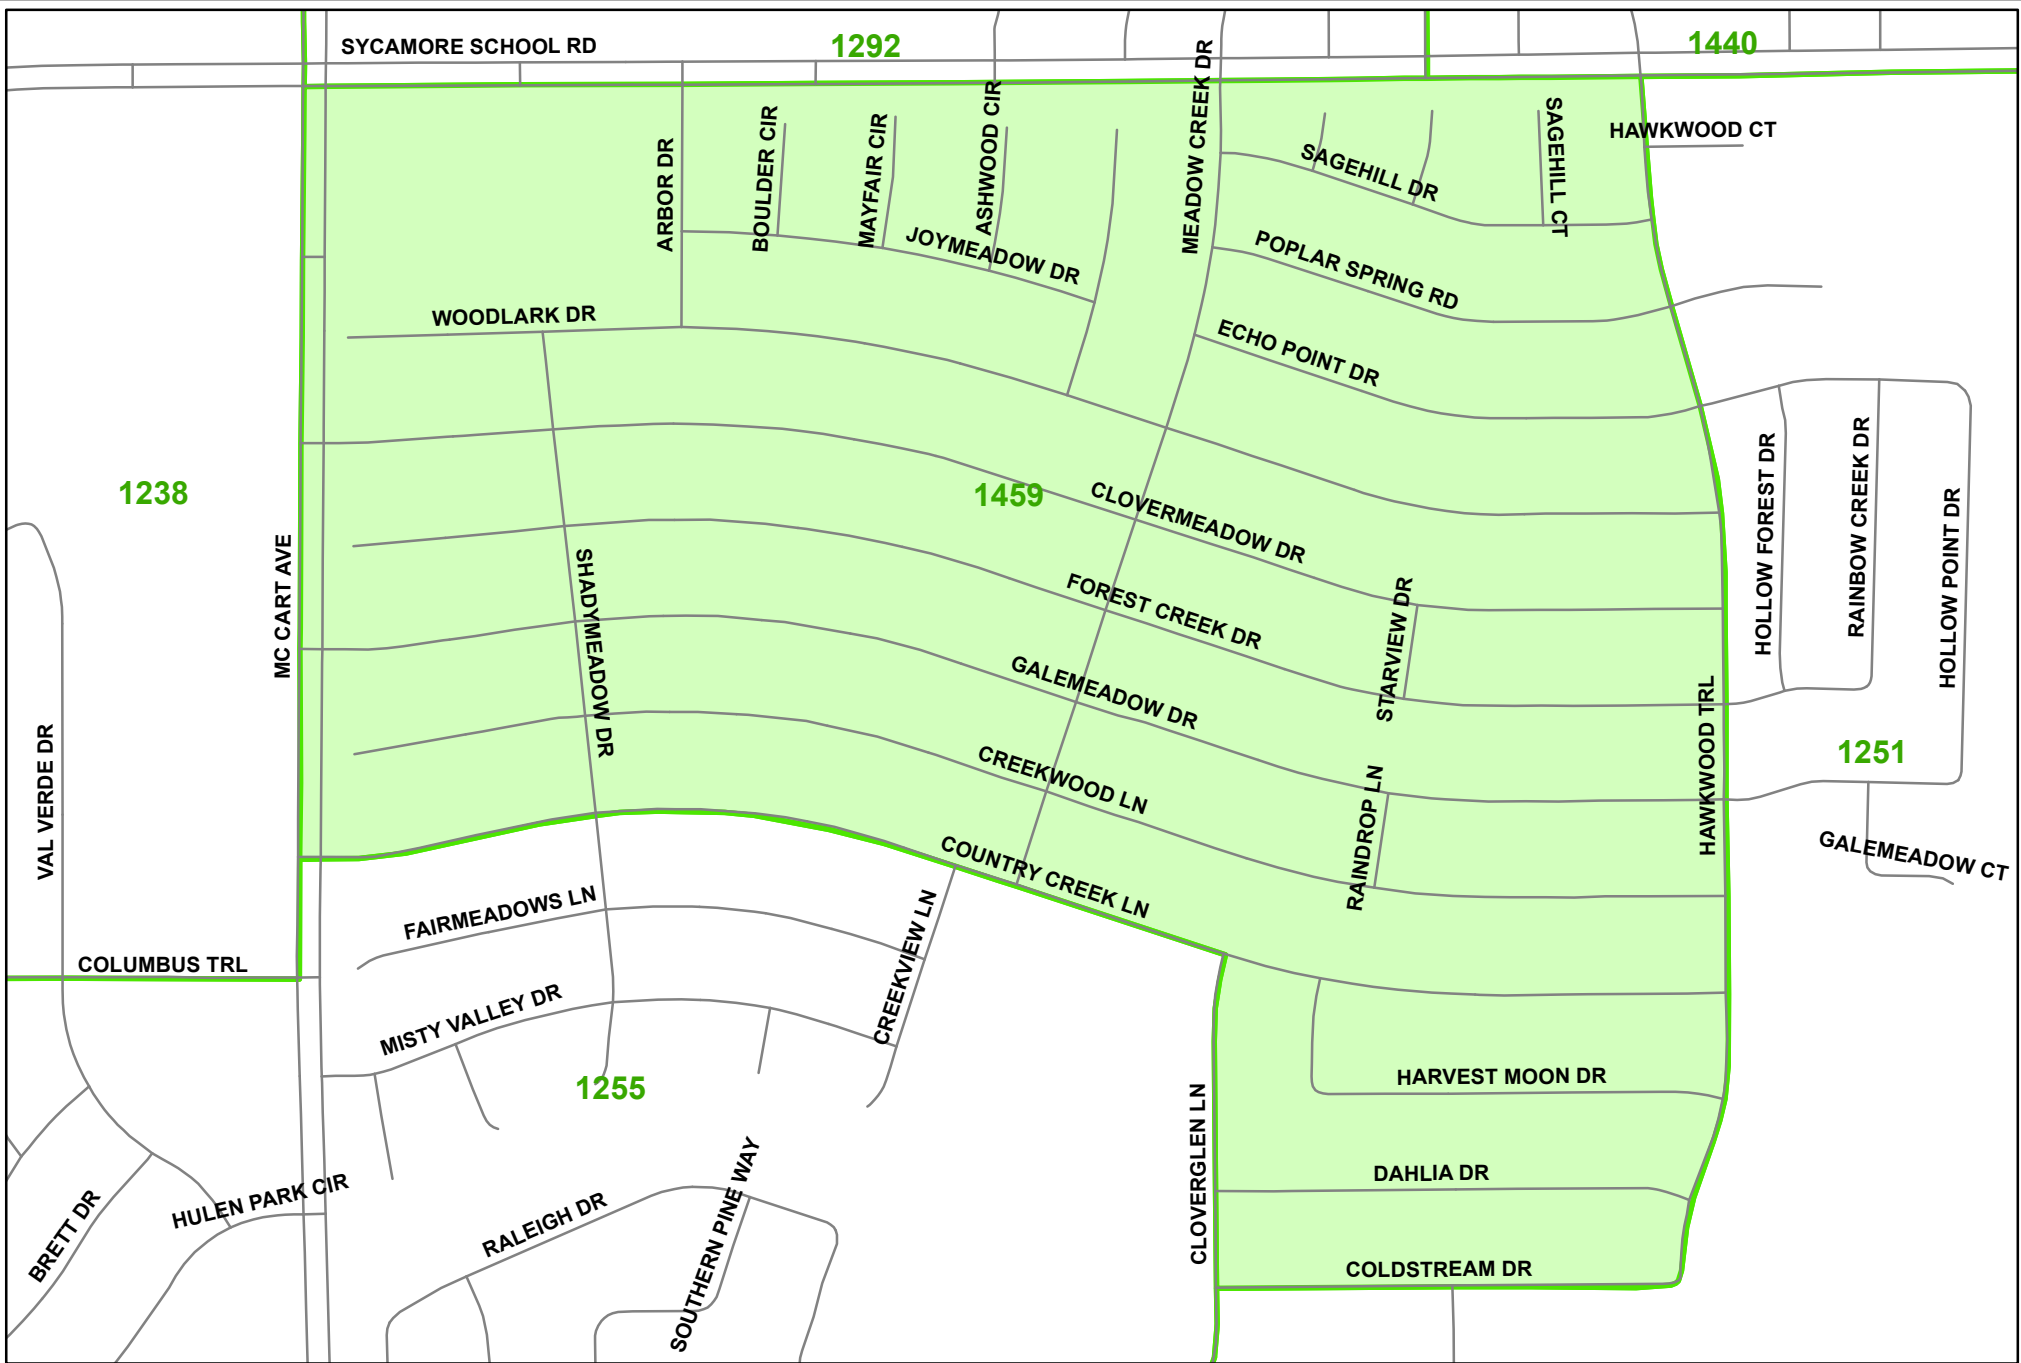 SYCAMORE SCHOOL RD
1292
1440
HAWKWOOD CT
ARBOR DR
BOULDER CIR
MAYFAIR CIR
ASHWOOD CIR
MEADOW CREEK DR
SAGEHILL DR
SAGEHILL CT
JOYMEADOW DR
POPLAR SPRING RD
WOODLARK DR
ECHO POINT DR
1238
1459
CLOVERMEADOW DR
HOLLOW FOREST DR
RAINBOW CREEK DR
HOLLOW POINT DR
MC CART AVE
SHADYMEADOW DR
FOREST CREEK DR
STARVIEW DR
GALEMEADOW DR
HAWKWOOD TRL
1251
VAL VERDE DR
CREEKWOOD LN
RAINDROP LN
GALEMEADOW CT
COUNTRY CREEK LN
FAIRMEADOWS LN
CREEKVIEW LN
COLUMBUS TRL
MISTY VALLEY DR
1255
HARVEST MOON DR
CLOVERGLEN LN
DAHLIA DR
HULEN PARK CIR
BRETT DR
RALEIGH DR
SOUTHERN PINE WAY
COLDSTREAM DR